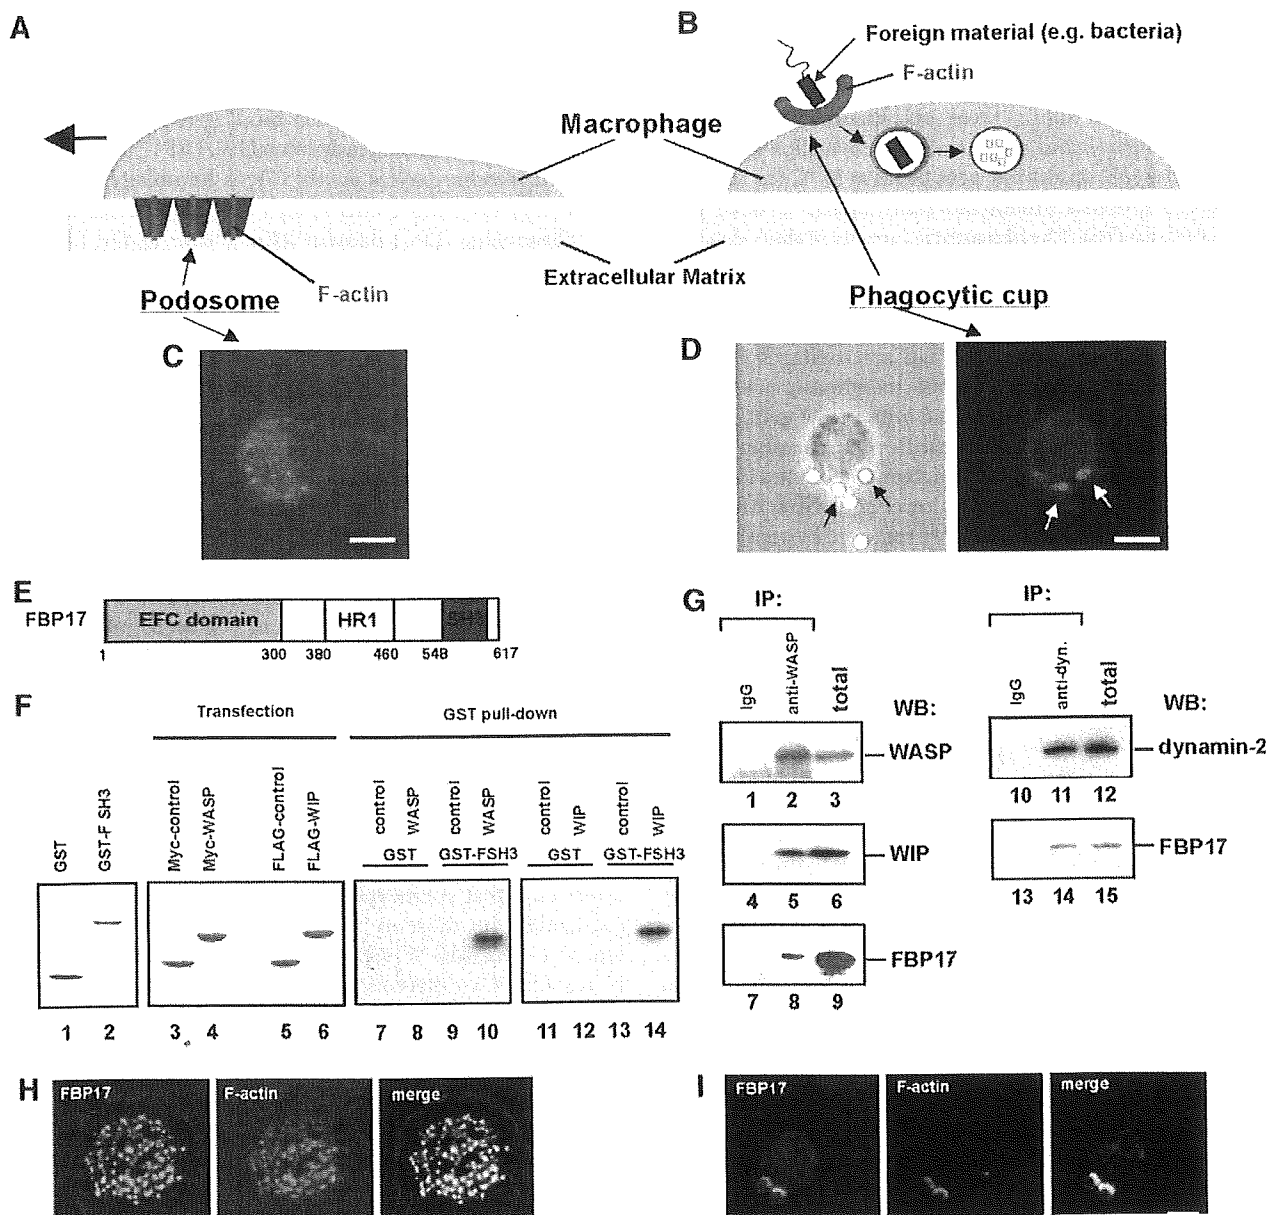 A
B
Foreign material (e.g. bacteria)
F-actin
Macrophage
Extracellular Matrix
Podosome
F-actin
Phagocytic cup
C
D
E
FBP17
EFC domain
HR1
SH3
1
300
380
460
548
617
F
Transfection
GST pull-down
GST
GST-F SH3
Myc-control
Myc-WASP
FLAG-control
FLAG-WIP
control
WASP
control
WASP
control
WIP
control
WIP
GST
GST-FSH3
GST
GST-FSH3
1 2 3 4 5 6 7 8 9 10 11 12 13 14
G
IP:
IgG
anti-WASP
total
WB:
WASP
1 2 3
WIP
4 5 6
FBP17
7 8 9
IP:
IgG
anti-dyn.
total
WB:
dynamin-2
10 11 12
FBP17
13 14 15
H
FBP17
F-actin
merge
I
FBP17
F-actin
merge